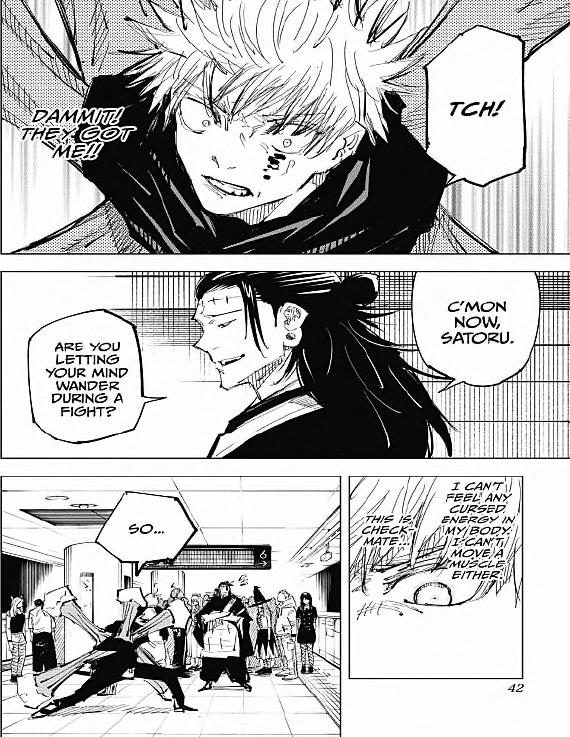 TCH!
DAMMIT!
THEY GOT
ME!!
C'MON
NOW,
SATORU.
ARE YOU
LETTING
YOUR MIND
WANDER
DURING A
FIGHT?
I CAN'T
FEEL ANY
CURSED
ENERGY IN
MY BODY.
I CAN'T
MOVE A
MUSCLE
EITHER.
THIS IS
CHECK-
MATE...
SO...
6
42